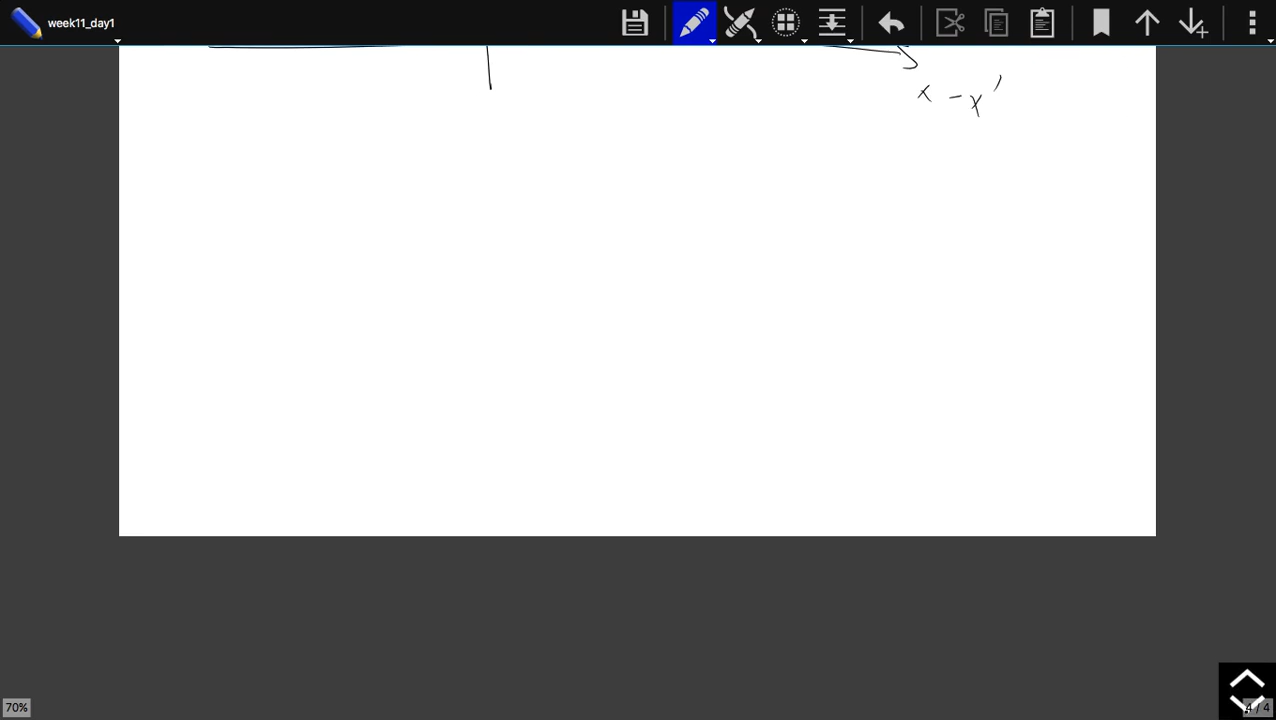 week11_day1
x - x'
70%
4 / 4